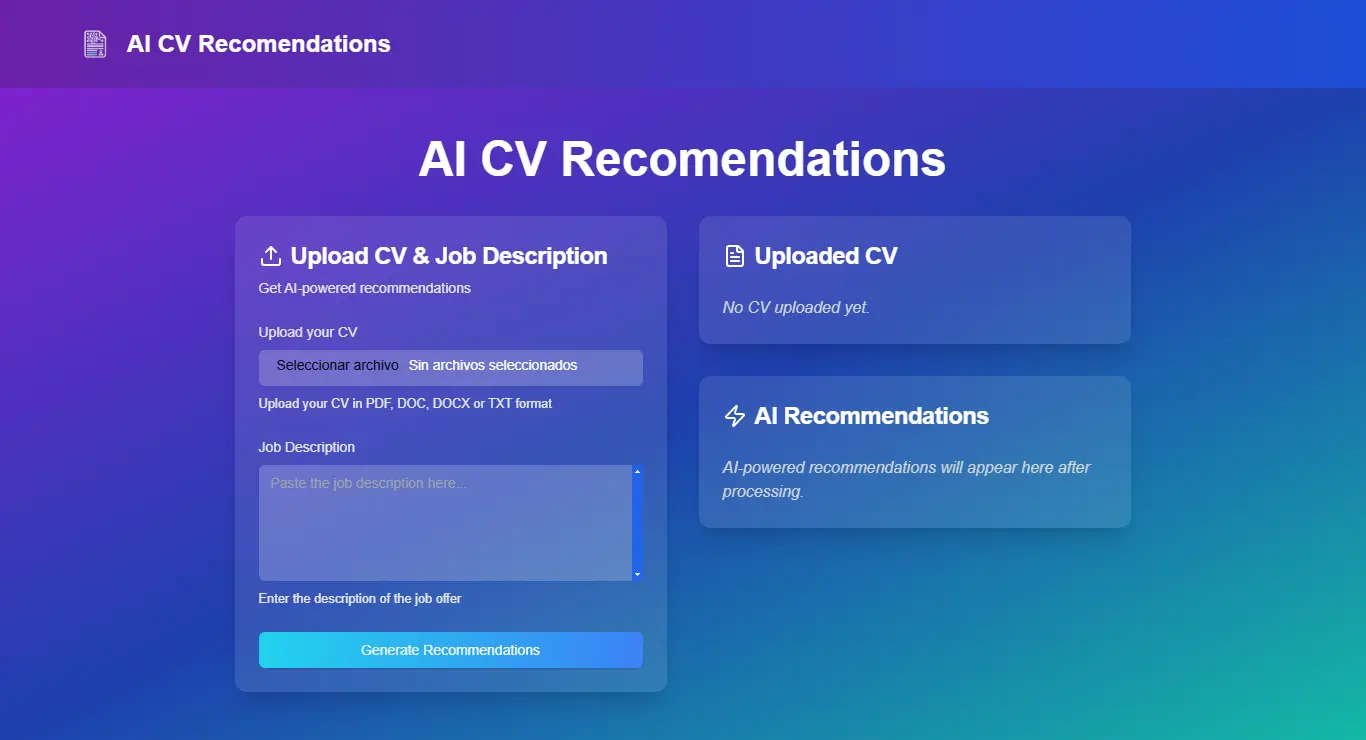 AI CV Recomendations
AI CV Recomendations
Upload CV & Job Description
Get AI-powered recommendations
Upload your CV
Seleccionar archivo Sin archivos seleccionados
Upload your CV in PDF, DOC, DOCX or TXT format
Job Description
Paste the job description here...
Enter the description of the job offer
Generate Recommendations
Uploaded CV
No CV uploaded yet.
AI Recommendations
AI-powered recommendations will appear here after
processing.